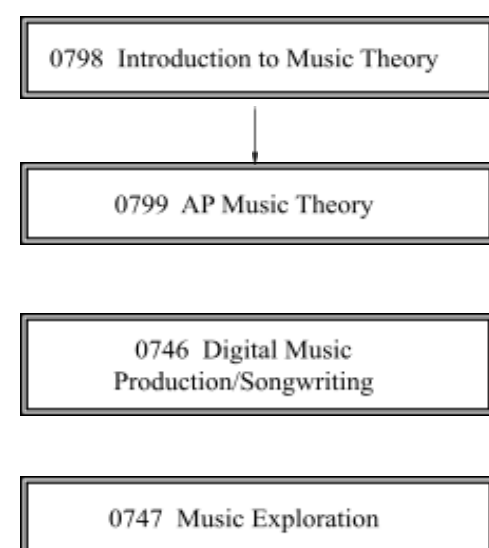 0798 Introduction to Music Theory
0799 AP Music Theory
0746 Digital Music
Production/Songwriting
0747 Music Exploration